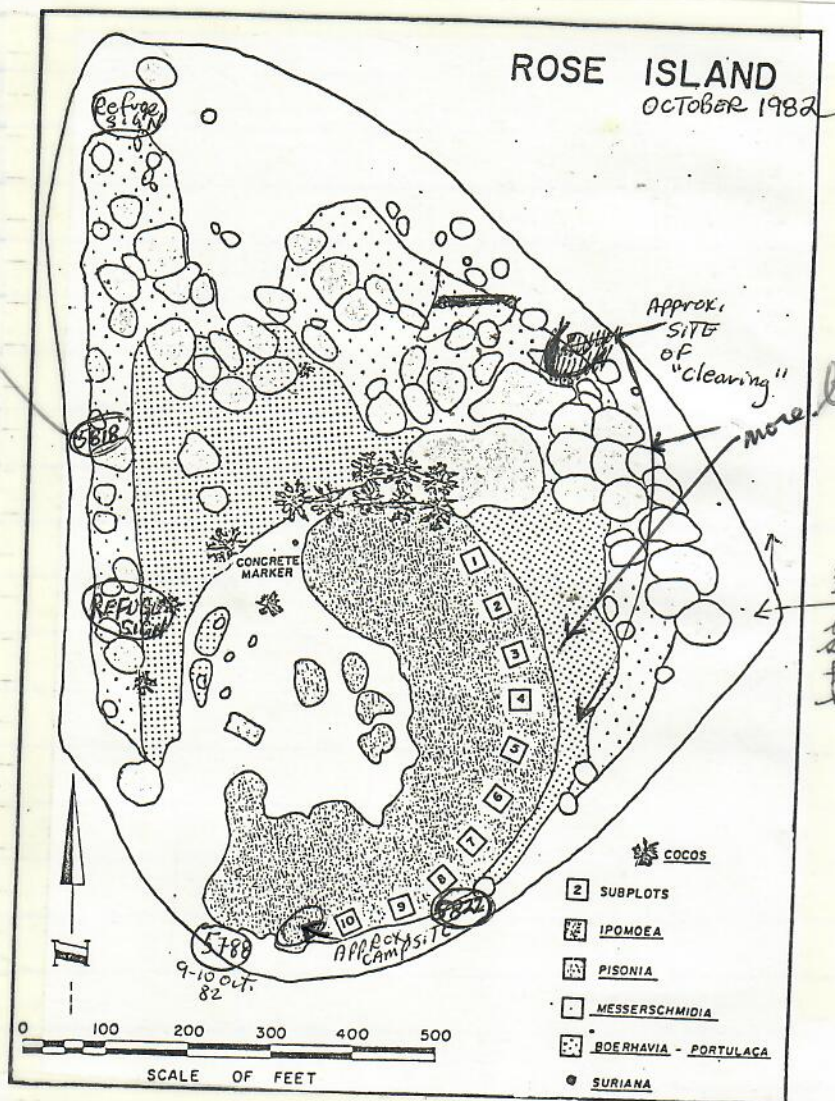 ROSE ISLAND
OCTOBER 1982
Refuge
SIGN
Approx.
SITE
OF
"Clearing"
more
5818
CONCRETE
MARKER
REFUGE
SIGN
1
2
3
4
5
6
7
8
9
10
5822
5788
9-10 Oct.
82
APPROX
CAMPSITE
N
COCOS
2 SUBPLOTS
IPOMOEA
PISONIA
MESSERSCHMIDIA
BOERHAVIA - PORTULACA
SURIANA
0 100 200 300 400 500
SCALE OF FEET